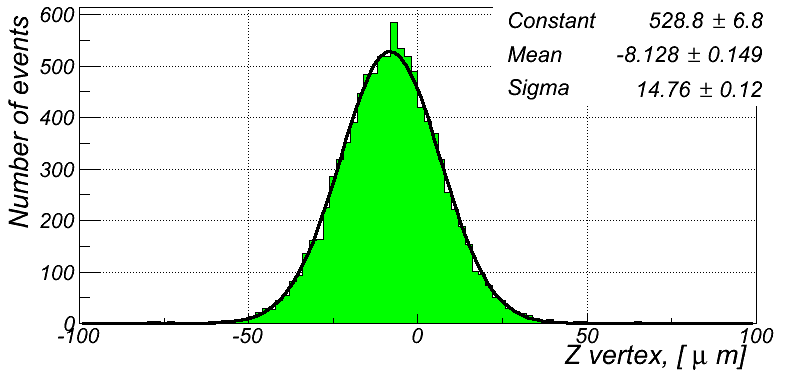 Constant 528.8 ± 6.8
Mean -8.128 ± 0.149
Sigma 14.76 ± 0.12
Number of events
600
500
400
300
200
100
0
-100 -50 0 50 100
Z vertex, [ μ m]